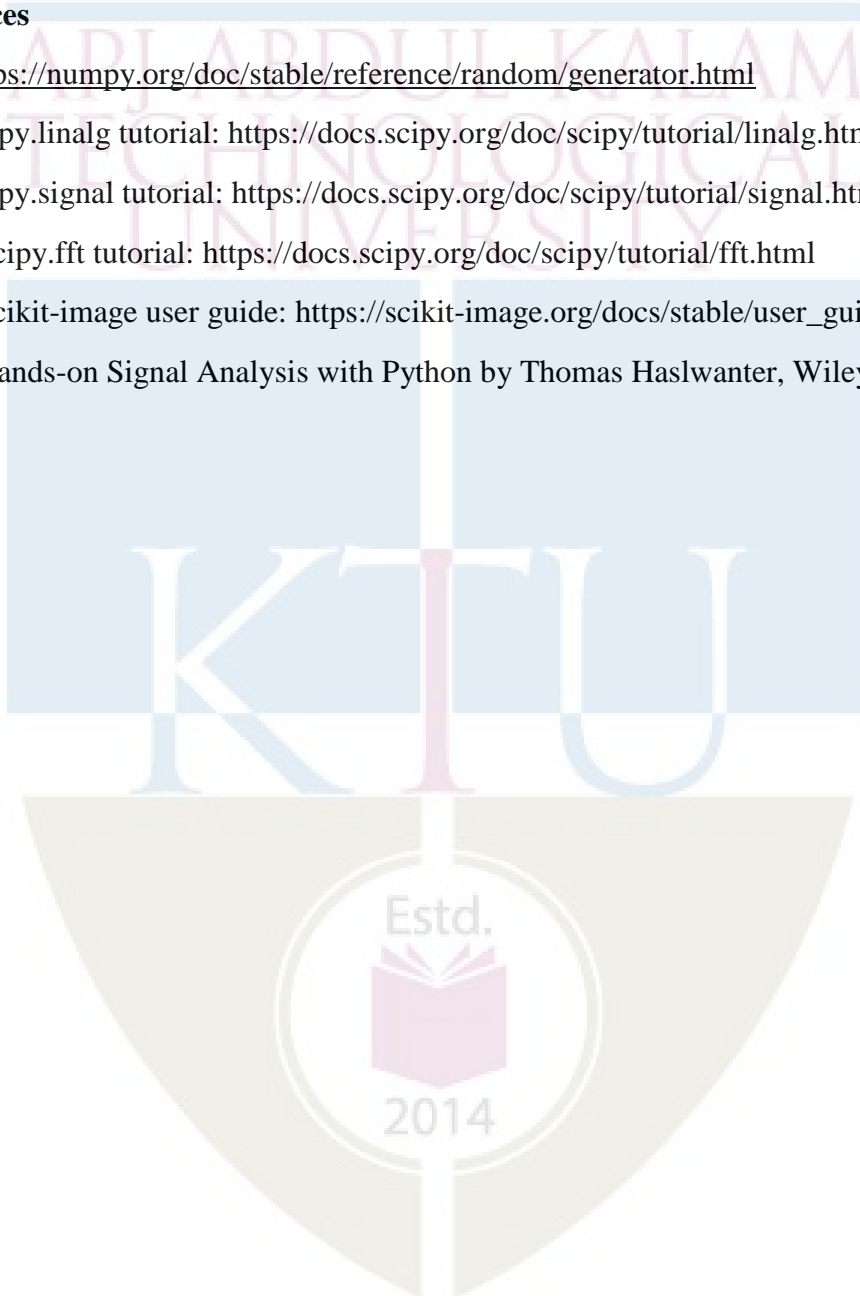 ces
ps://numpy.org/doc/stable/reference/random/generator.html
py.linalg tutorial: https://docs.scipy.org/doc/scipy/tutorial/linalg.htm
py.signal tutorial: https://docs.scipy.org/doc/scipy/tutorial/signal.htm
cipy.fft tutorial: https://docs.scipy.org/doc/scipy/tutorial/fft.html
cikit-image user guide: https://scikit-image.org/docs/stable/user_gui
ands-on Signal Analysis with Python by Thomas Haslwanter, Wiley
APJ ABDUL KALAM
TECHNOLOGICAL
UNIVERSITY
KTU
Estd.
2014